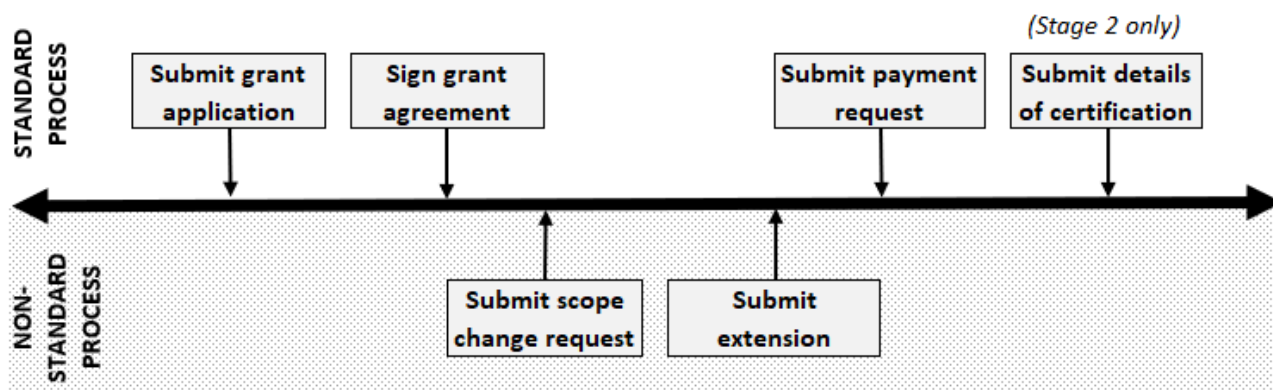 STANDARD
PROCESS
Submit grant
application
Sign grant
agreement
Submit payment
request
(Stage 2 only)
Submit details
of certification
NON-
STANDARD
PROCESS
Submit scope
change request
Submit
extension